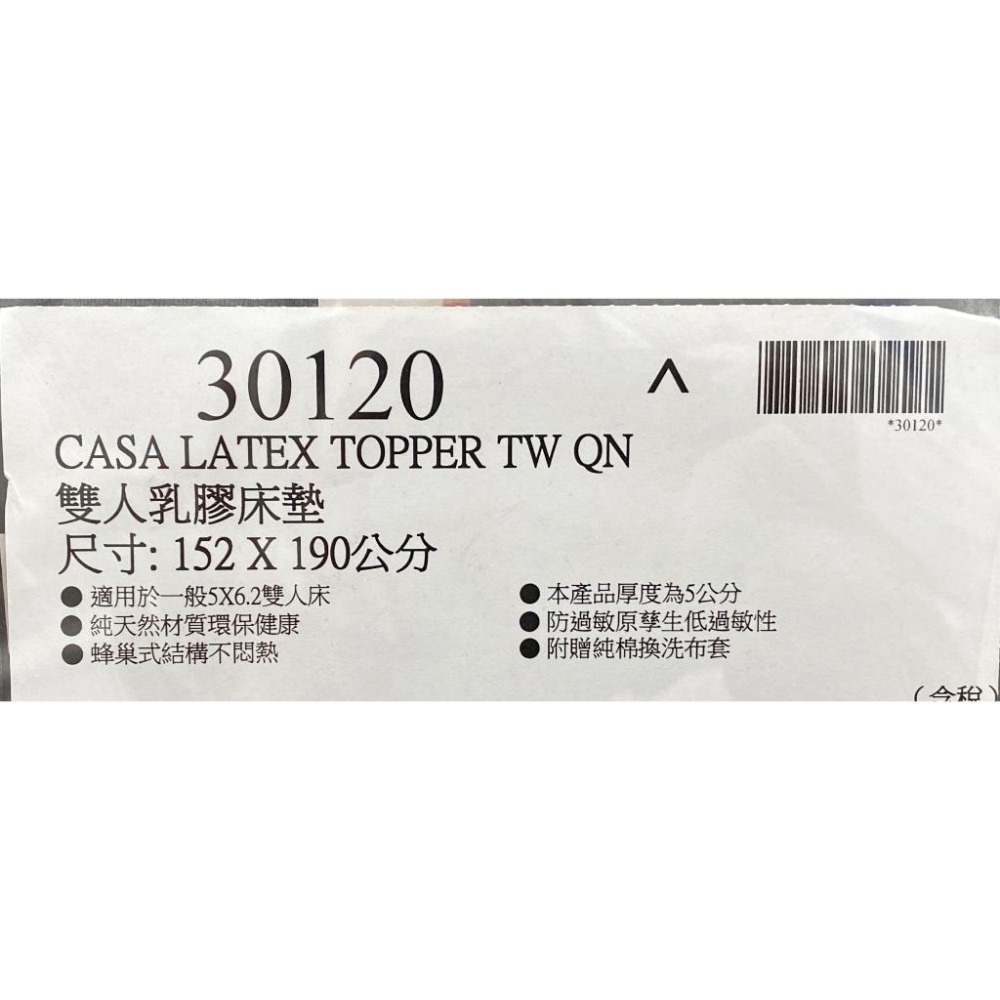 30120
^
*30120*
CASA LATEX TOPPER TW QN
雙人乳膠床墊
尺寸: 152 X 190公分
● 適用於一般5X6.2雙人床
● 純天然材質環保健康
● 蜂巢式結構不悶熱
● 本產品厚度為5公分
● 防過敏原孳生低過敏性
● 附贈純棉換洗布套
(含稅)